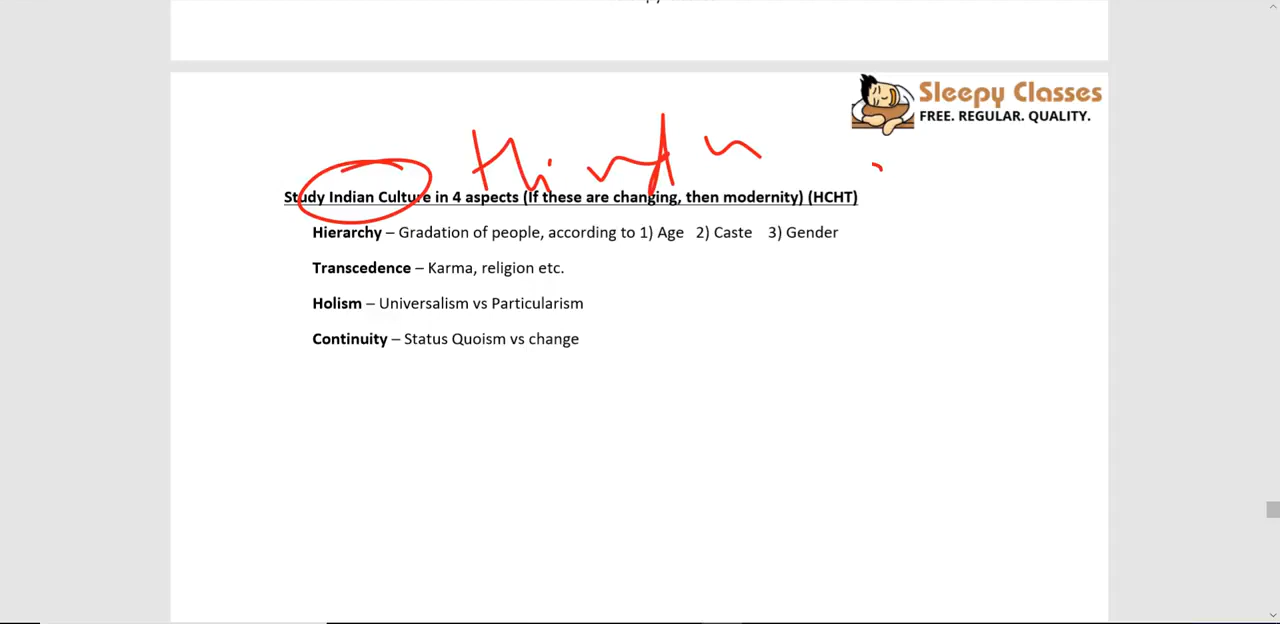 Sleepy Classes
FREE. REGULAR. QUALITY.
Hindu
Study Indian Culture in 4 aspects (If these are changing, then modernity) (HCHT)
Hierarchy – Gradation of people, according to 1) Age 2) Caste 3) Gender
Transcedence – Karma, religion etc.
Holism – Universalism vs Particularism
Continuity – Status Quoism vs change